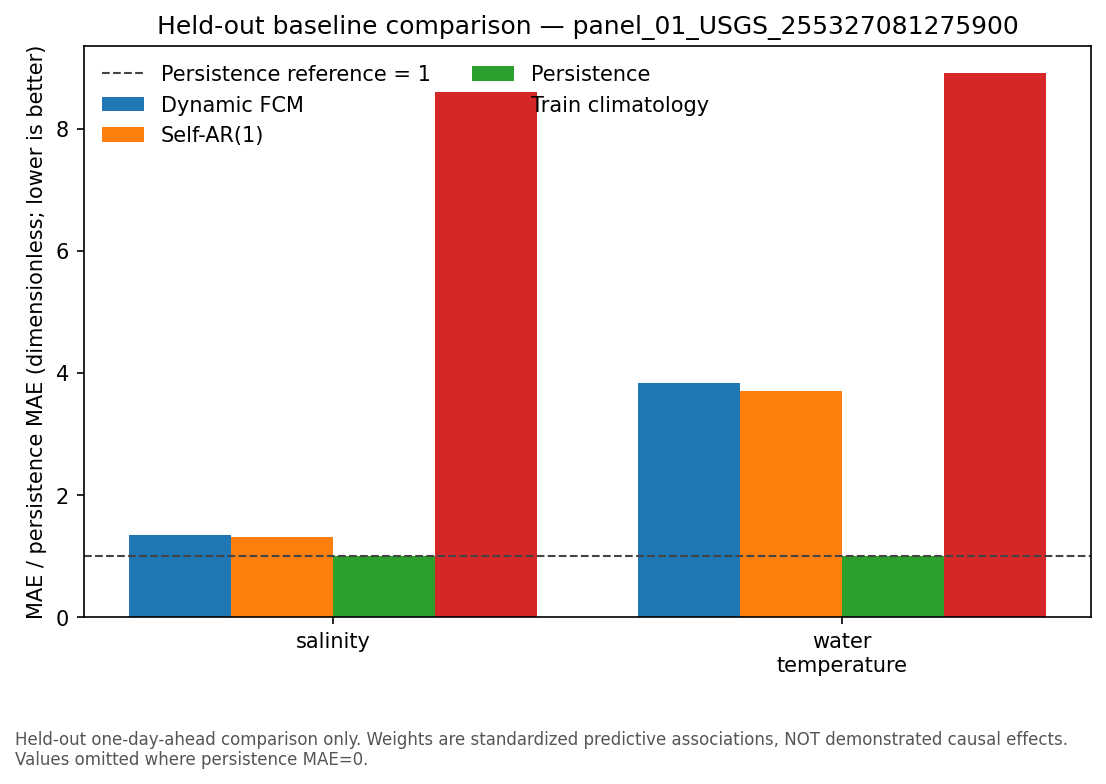 Held-out baseline comparison — panel_01_USGS_255327081275900
MAE / persistence MAE (dimensionless; lower is better)
Persistence reference = 1
Dynamic FCM
Self-AR(1)
Persistence
Train climatology
8
6
4
2
0
salinity
water
temperature
Held-out one-day-ahead comparison only. Weights are standardized predictive associations, NOT demonstrated causal effects.
Values omitted where persistence MAE=0.